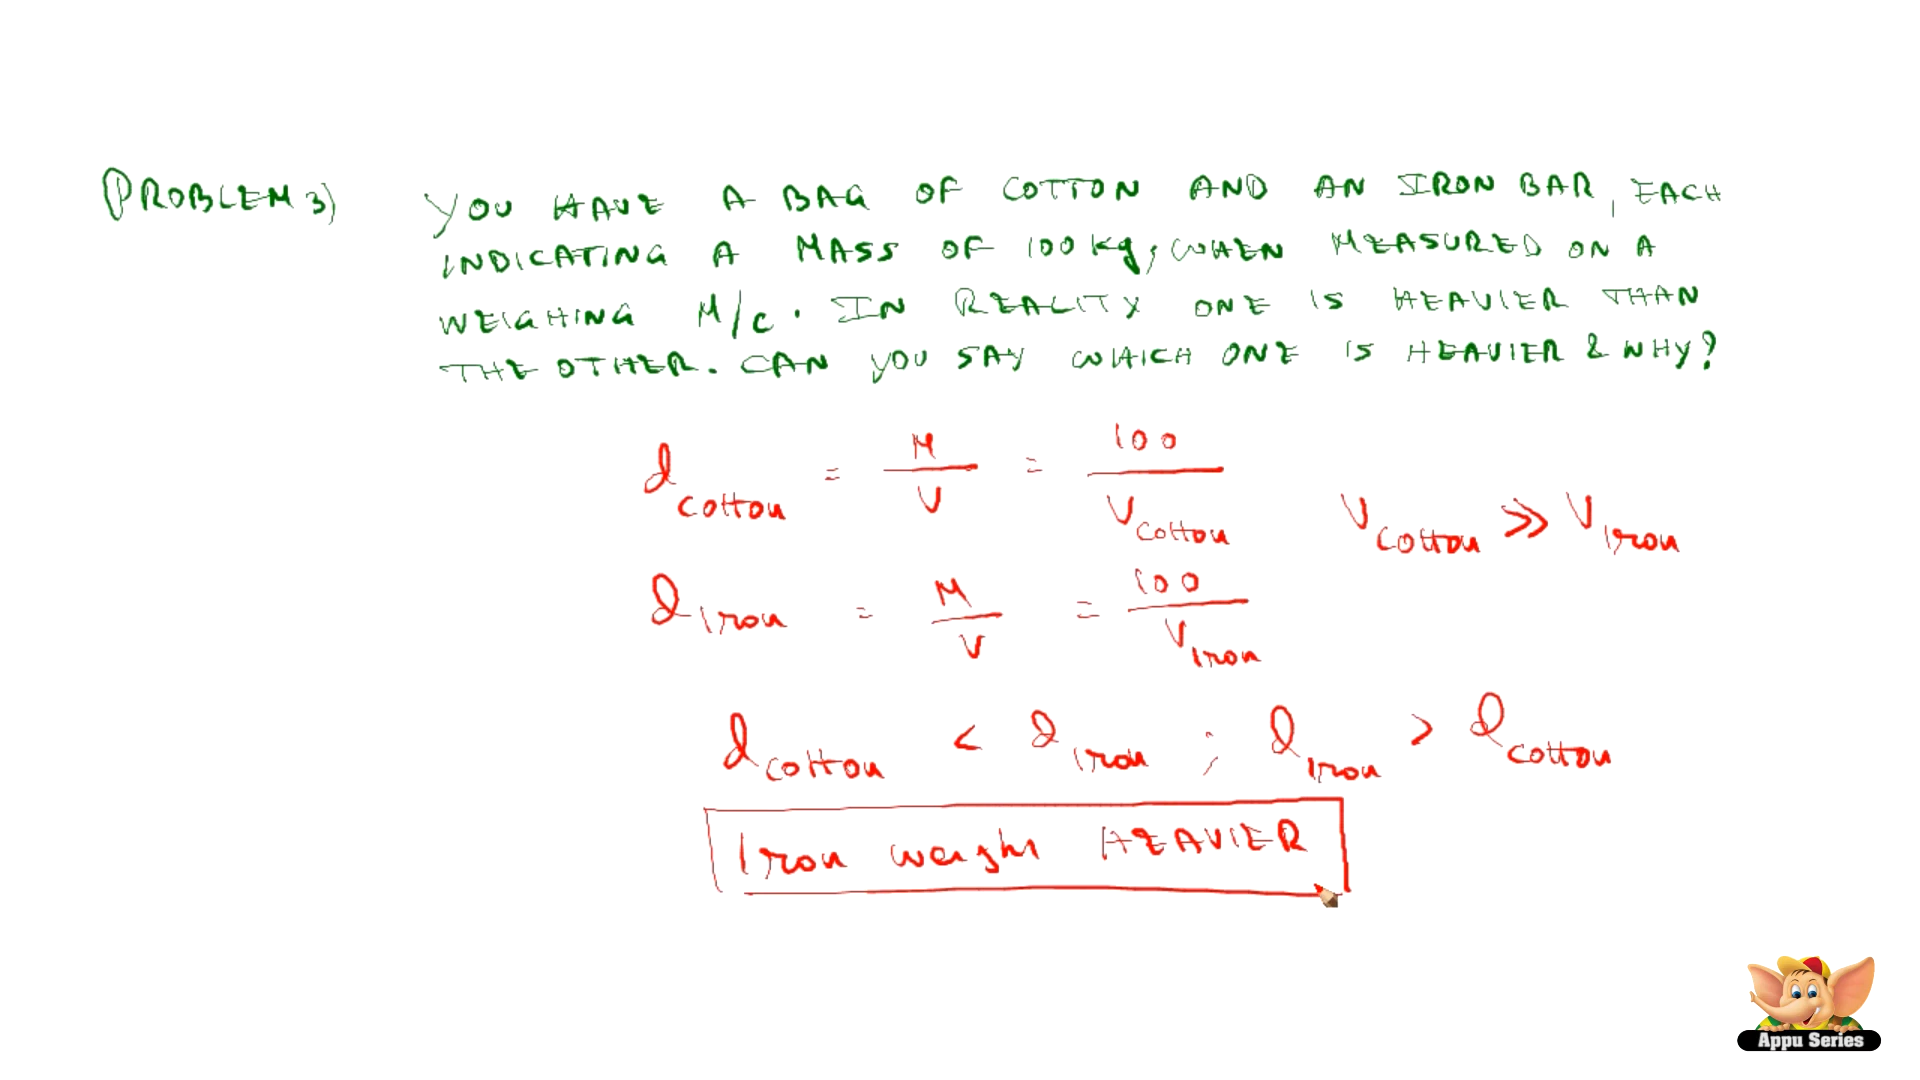 PROBLEM 3) YOU HAVE A BAG OF COTTON AND AN IRON BAR, EACH
INDICATING A MASS OF 100 kg, WHEN MEASURED ON A
WEIGHING M/C. IN REALITY ONE IS HEAVIER THAN
THE OTHER. CAN YOU SAY WHICH ONE IS HEAVIER & WHY?
d cotton = M/V = 100/V cotton
V cotton >> V Iron
d Iron = M/V = 100/V Iron
d cotton < d iron ; d Iron > d cotton
Iron weighs HEAVIER
Appu Series